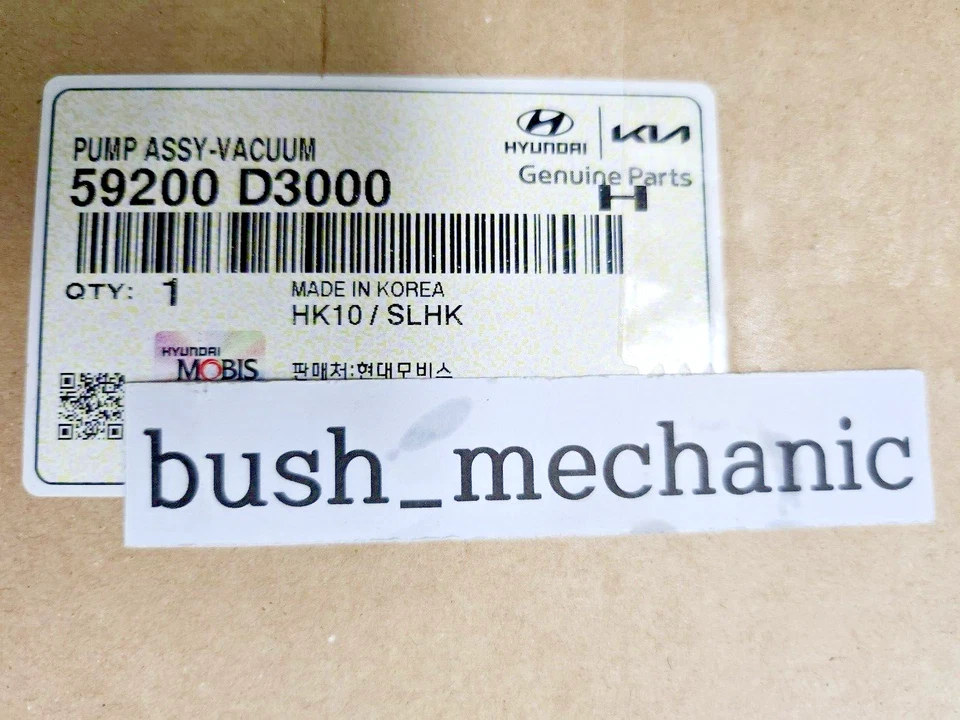 HYUNDAI | KIA
Genuine Parts
PUMP ASSY-VACUUM
59200 D3000
H
QTY: 1
MADE IN KOREA
HK10 / SLHK
HYUNDAI
MOBIS
판매처:현대모비스
bush_mechanic